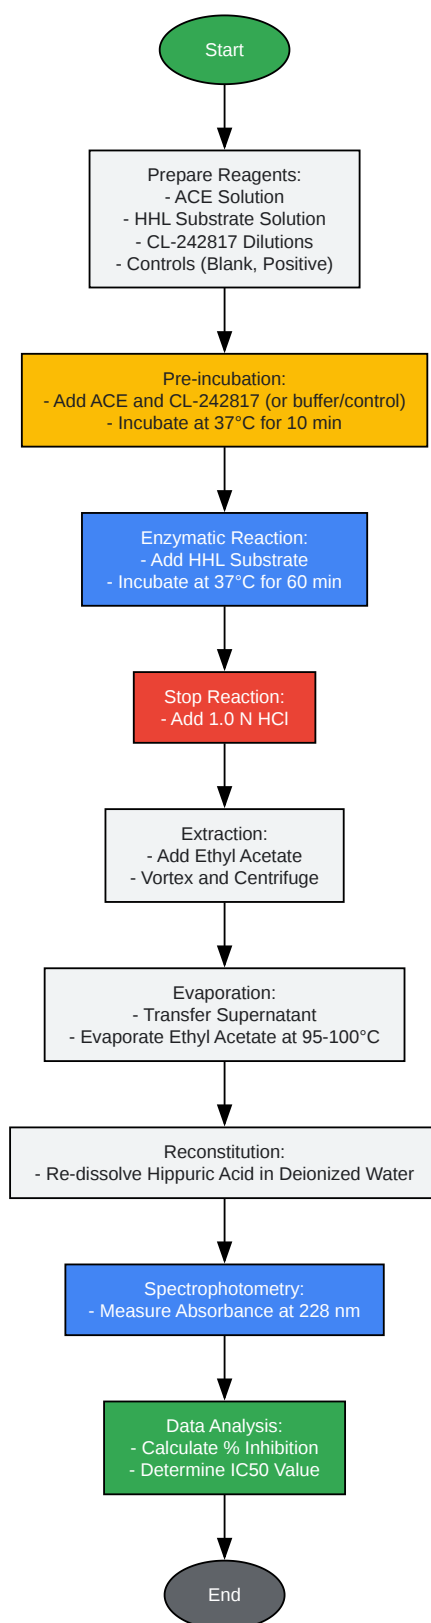 Start
Prepare Reagents:
- ACE Solution
- HHL Substrate Solution
- CL-242817 Dilutions
- Controls (Blank, Positive)
Pre-incubation:
- Add ACE and CL-242817 (or buffer/control)
- Incubate at 37°C for 10 min
Enzymatic Reaction:
- Add HHL Substrate
- Incubate at 37°C for 60 min
Stop Reaction:
- Add 1.0 N HCl
Extraction:
- Add Ethyl Acetate
- Vortex and Centrifuge
Evaporation:
- Transfer Supernatant
- Evaporate Ethyl Acetate at 95-100°C
Reconstitution:
- Re-dissolve Hippuric Acid in Deionized Water
Spectrophotometry:
- Measure Absorbance at 228 nm
Data Analysis:
- Calculate % Inhibition
- Determine IC50 Value
End